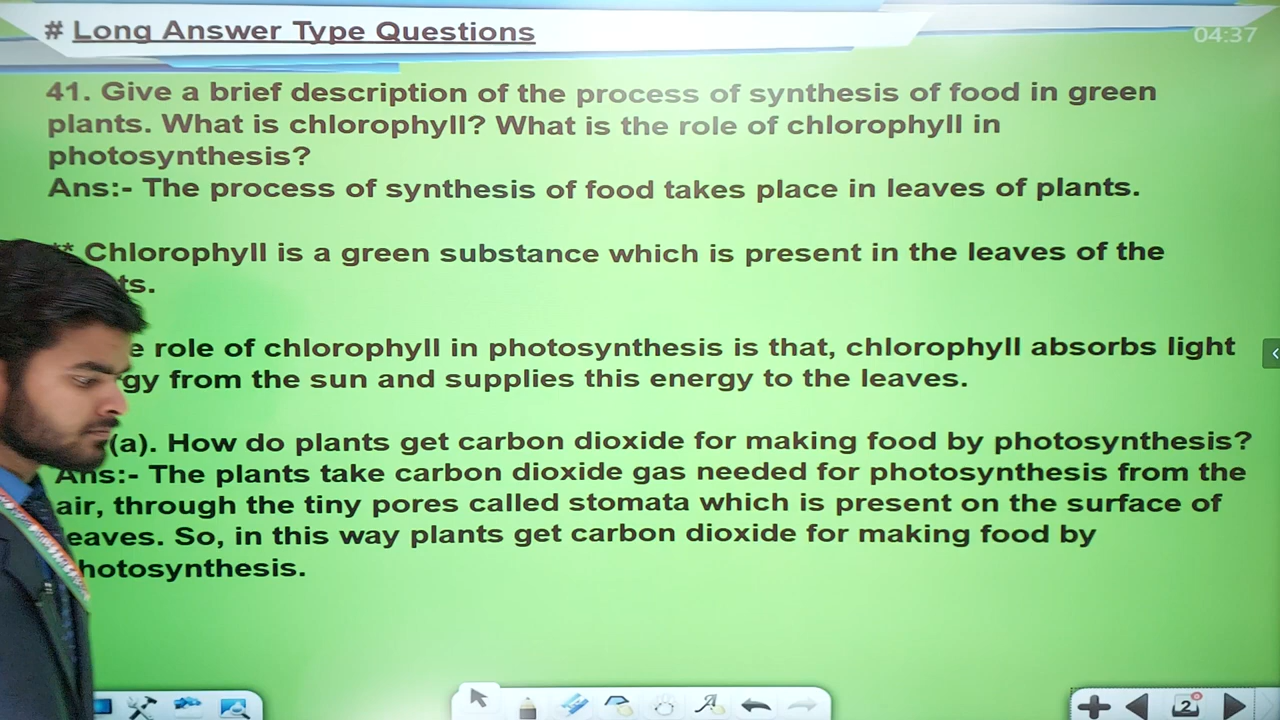 # Long Answer Type Questions
04:37
41. Give a brief description of the process of synthesis of food in green
plants. What is chlorophyll? What is the role of chlorophyll in
photosynthesis?
Ans:- The process of synthesis of food takes place in leaves of plants.
** Chlorophyll is a green substance which is present in the leaves of the
ts.
e role of chlorophyll in photosynthesis is that, chlorophyll absorbs light
gy from the sun and supplies this energy to the leaves.
(a). How do plants get carbon dioxide for making food by photosynthesis?
Ans:- The plants take carbon dioxide gas needed for photosynthesis from the
air, through the tiny pores called stomata which is present on the surface of
eaves. So, in this way plants get carbon dioxide for making food by
hotosynthesis.
2